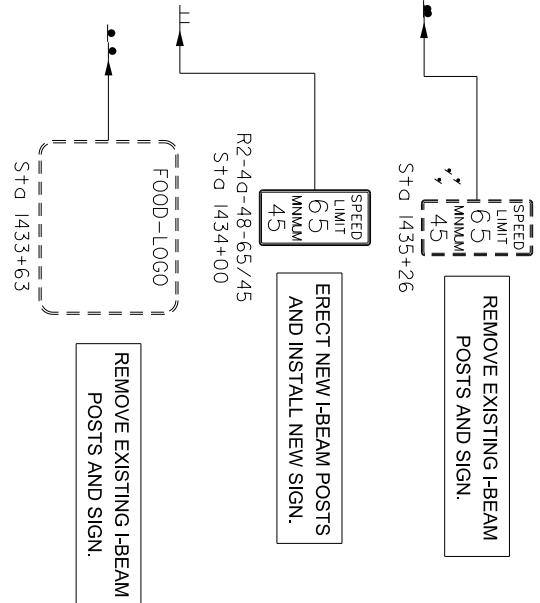 SPEED
LIMIT
65
MNMUM
45
Sta 1435+26
REMOVE EXISTING I-BEAM
POSTS AND SIGN.
SPEED
LIMIT
65
MNMUM
45
R2-4a-48-65/45
Sta 1434+00
ERECT NEW I-BEAM POSTS
AND INSTALL NEW SIGN.
FOOD-LOGO
Sta 1433+63
REMOVE EXISTING I-BEAM
POSTS AND SIGN.